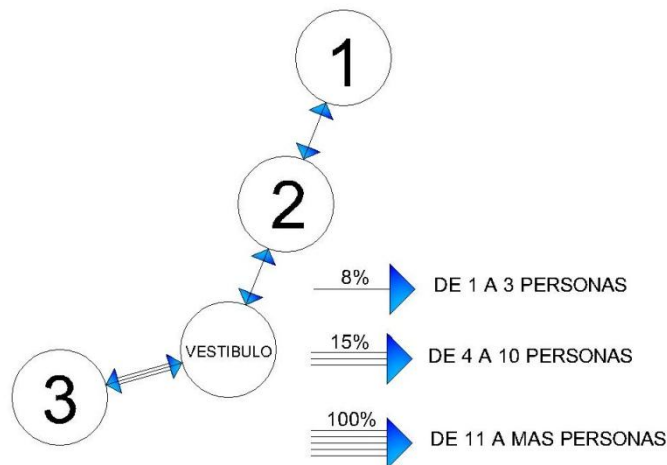 1
2
8%
DE 1 A 3 PERSONAS
VESTIBULO
15%
DE 4 A 10 PERSONAS
3
100%
DE 11 A MAS PERSONAS